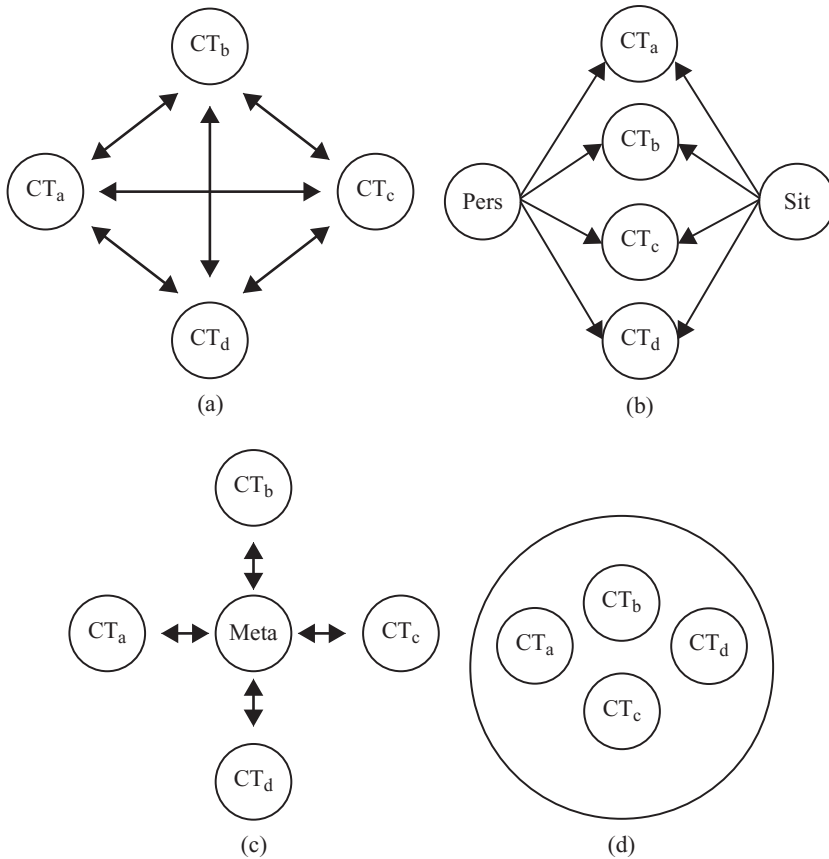 CT_b
CT_a
CT_c
CT_d
(a)
CT_a
CT_b
Pers
Sit
CT_c
CT_d
(b)
CT_b
CT_a
Meta
CT_c
CT_d
(c)
CT_b
CT_a
CT_d
CT_c
(d)